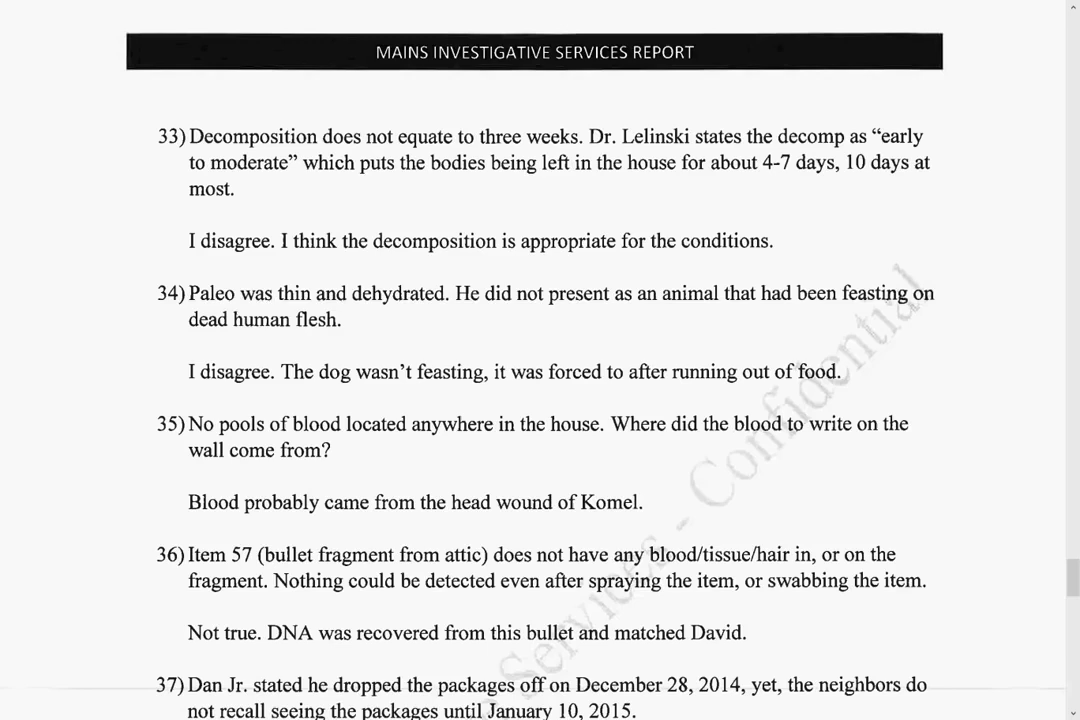 MAINS INVESTIGATIVE SERVICES REPORT
33) Decomposition does not equate to three weeks. Dr. Lelinski states the decomp as “early
to moderate” which puts the bodies being left in the house for about 4-7 days, 10 days at
most.
I disagree. I think the decomposition is appropriate for the conditions.
34) Paleo was thin and dehydrated. He did not present as an animal that had been feasting on
dead human flesh.
I disagree. The dog wasn’t feasting, it was forced to after running out of food.
35) No pools of blood located anywhere in the house. Where did the blood to write on the
wall come from?
Blood probably came from the head wound of Komel.
36) Item 57 (bullet fragment from attic) does not have any blood/tissue/hair in, or on the
fragment. Nothing could be detected even after spraying the item, or swabbing the item.
Not true. DNA was recovered from this bullet and matched David.
37) Dan Jr. stated he dropped the packages off on December 28, 2014, yet, the neighbors do
not recall seeing the packages until January 10, 2015.
Services - Confidential